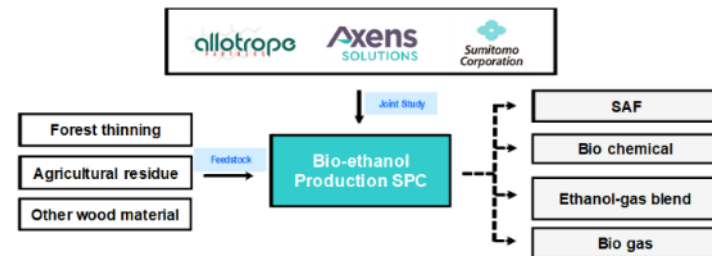 allotrope
PARTNERS
Axens
SOLUTIONS
Sumitomo
Corporation
Joint Study
Forest thinning
Agricultural residue
Other wood material
Feedstock
Bio-ethanol
Production SPC
SAF
Bio chemical
Ethanol-gas blend
Bio gas